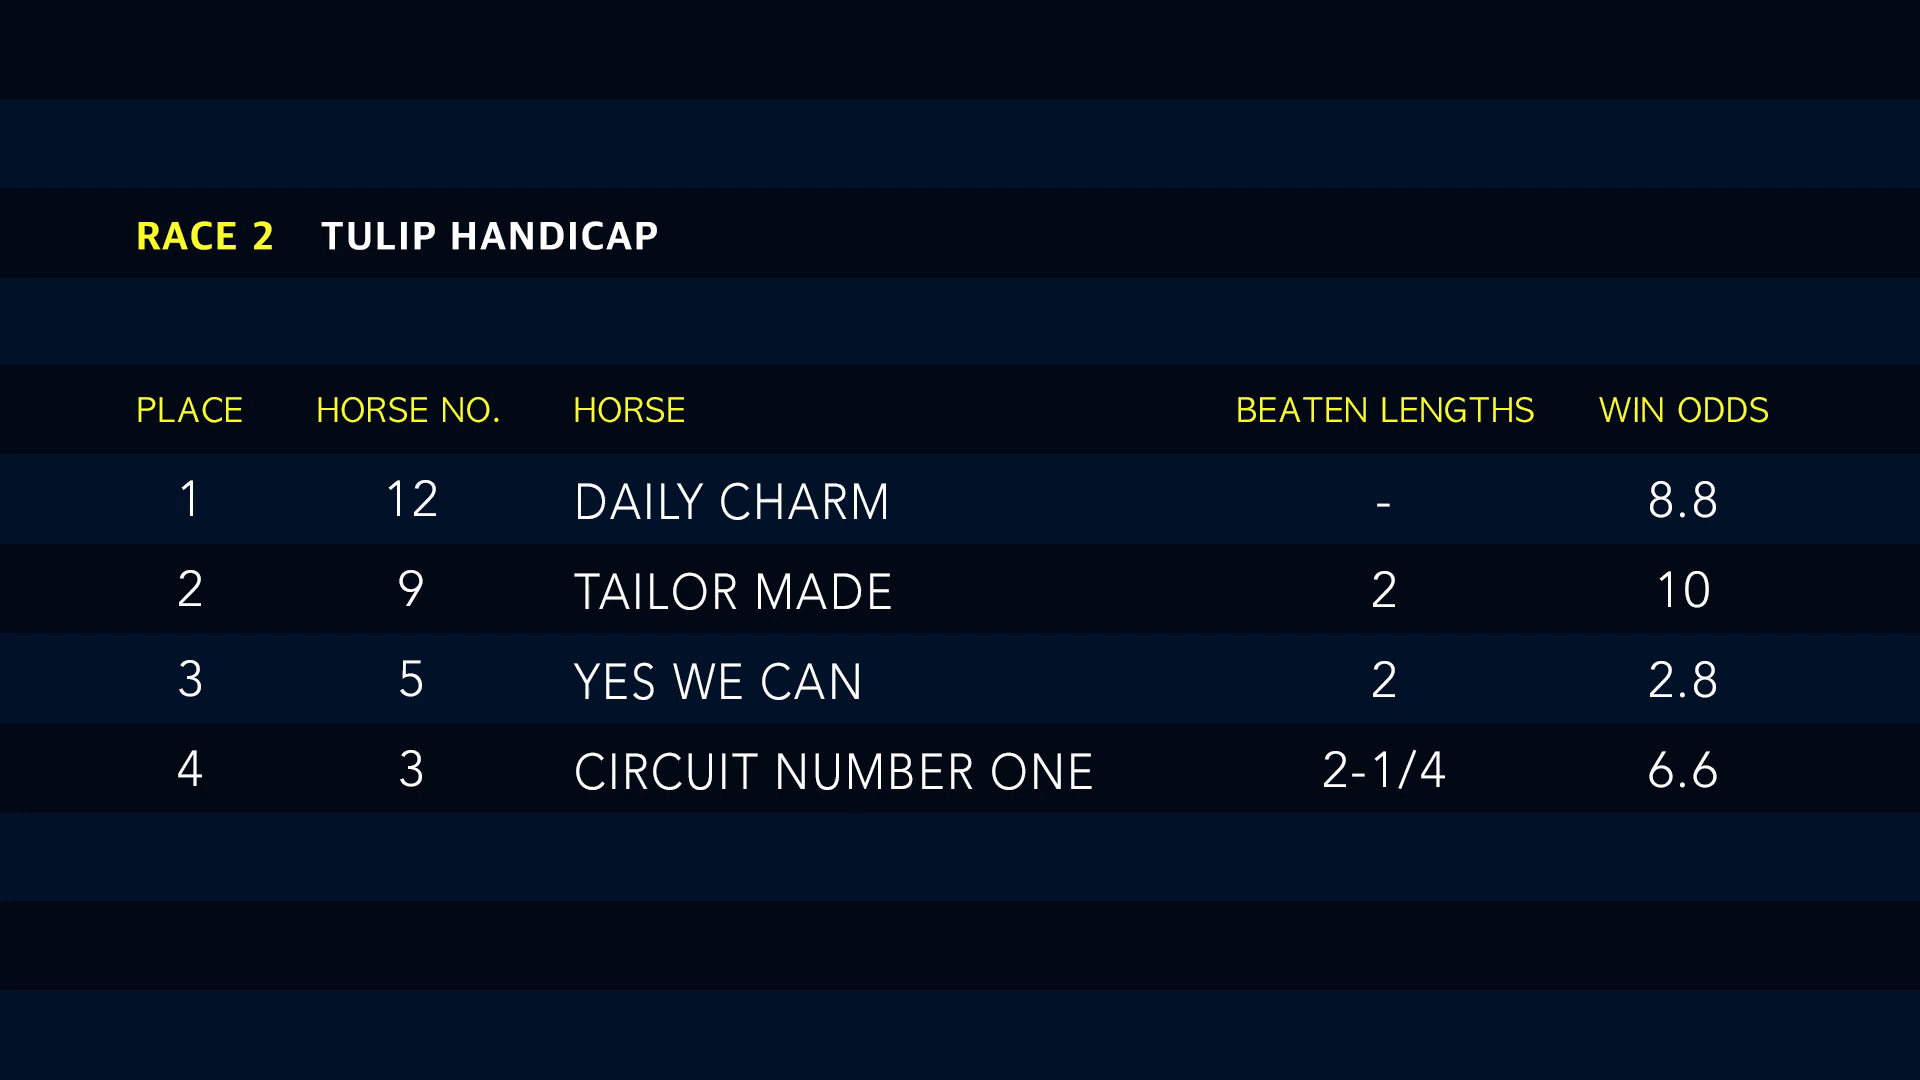 RACE 2 TULIP HANDICAP
PLACE HORSE NO. HORSE BEATEN LENGTHS WIN ODDS
1 12 DAILY CHARM - 8.8
2 9 TAILOR MADE 2 10
3 5 YES WE CAN 2 2.8
4 3 CIRCUIT NUMBER ONE 2-1/4 6.6